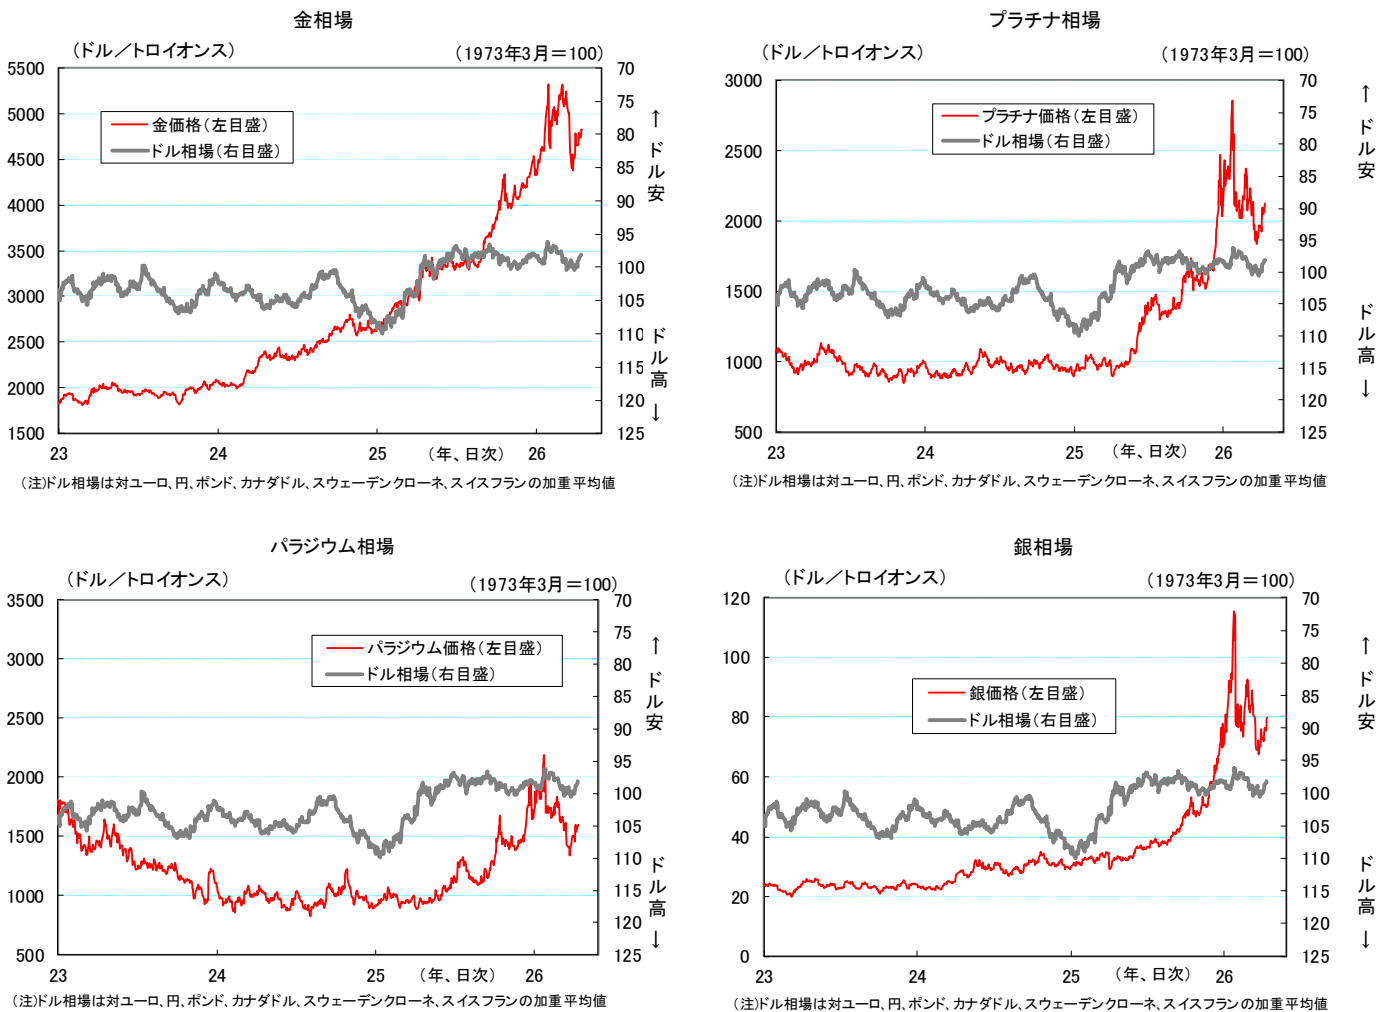 金相場
(ドル／トロイオンス)
(1973年3月＝100)
5500
5000
4500
4000
3500
3000
2500
2000
1500
70
75
80
85
90
95
100
105
110
115
120
125
金価格(左目盛)
ドル相場(右目盛)
↑ドル安
ドル高↓
23
24
25
(年、日次)
26
(注)ドル相場は対ユーロ、円、ポンド、カナダドル、スウェーデンクローネ、スイスフランの加重平均値
プラチナ相場
(ドル／トロイオンス)
(1973年3月＝100)
3000
2500
2000
1500
1000
500
70
75
80
85
90
95
100
105
110
115
120
125
プラチナ価格(左目盛)
ドル相場(右目盛)
↑ドル安
ドル高↓
23
24
25
(年、日次)
26
(注)ドル相場は対ユーロ、円、ポンド、カナダドル、スウェーデンクローネ、スイスフランの加重平均値
パラジウム相場
(ドル／トロイオンス)
(1973年3月＝100)
3500
3000
2500
2000
1500
1000
500
70
75
80
85
90
95
100
105
110
115
120
125
パラジウム価格(左目盛)
ドル相場(右目盛)
↑ドル安
ドル高↓
23
24
25
(年、日次)
26
(注)ドル相場は対ユーロ、円、ポンド、カナダドル、スウェーデンクローネ、スイスフランの加重平均値
銀相場
(ドル／トロイオンス)
(1973年3月＝100)
120
100
80
60
40
20
0
70
75
80
85
90
95
100
105
110
115
120
125
銀価格(左目盛)
ドル相場(右目盛)
↑ドル安
ドル高↓
23
24
25
(年、日次)
26
(注)ドル相場は対ユーロ、円、ポンド、カナダドル、スウェーデンクローネ、スイスフランの加重平均値